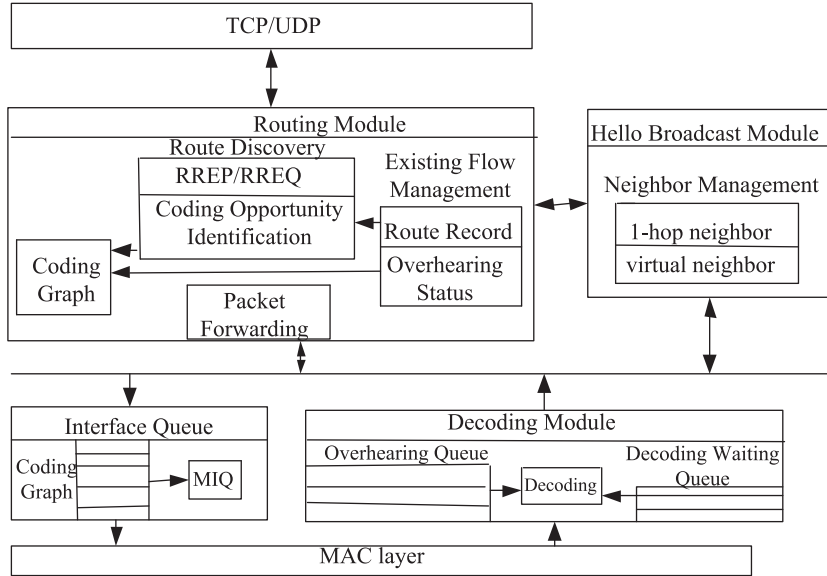 TCP/UDP
Routing Module
Route Discovery
RREP/RREQ
Coding Opportunity
Identification
Existing Flow
Management
Route Record
Overhearing
Status
Coding
Graph
Packet
Forwarding
Hello Broadcast Module
Neighbor Management
1-hop neighbor
virtual neighbor
Interface Queue
Coding
Graph
MIQ
Decoding Module
Overhearing Queue
Decoding
Decoding Waiting
Queue
MAC layer